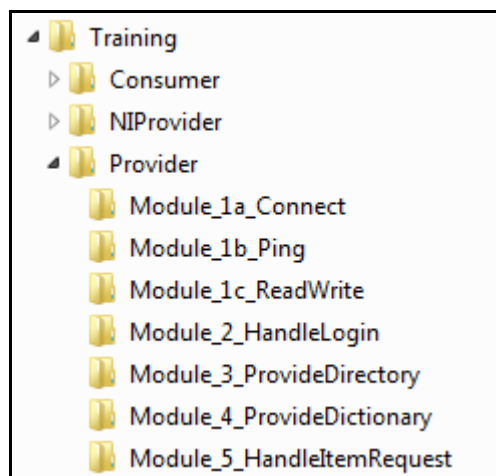 Training
Consumer
NIProvider
Provider
Module_1a_Connect
Module_1b_Ping
Module_1c_ReadWrite
Module_2_HandleLogin
Module_3_ProvideDirectory
Module_4_ProvideDictionary
Module_5_HandleItemRequest